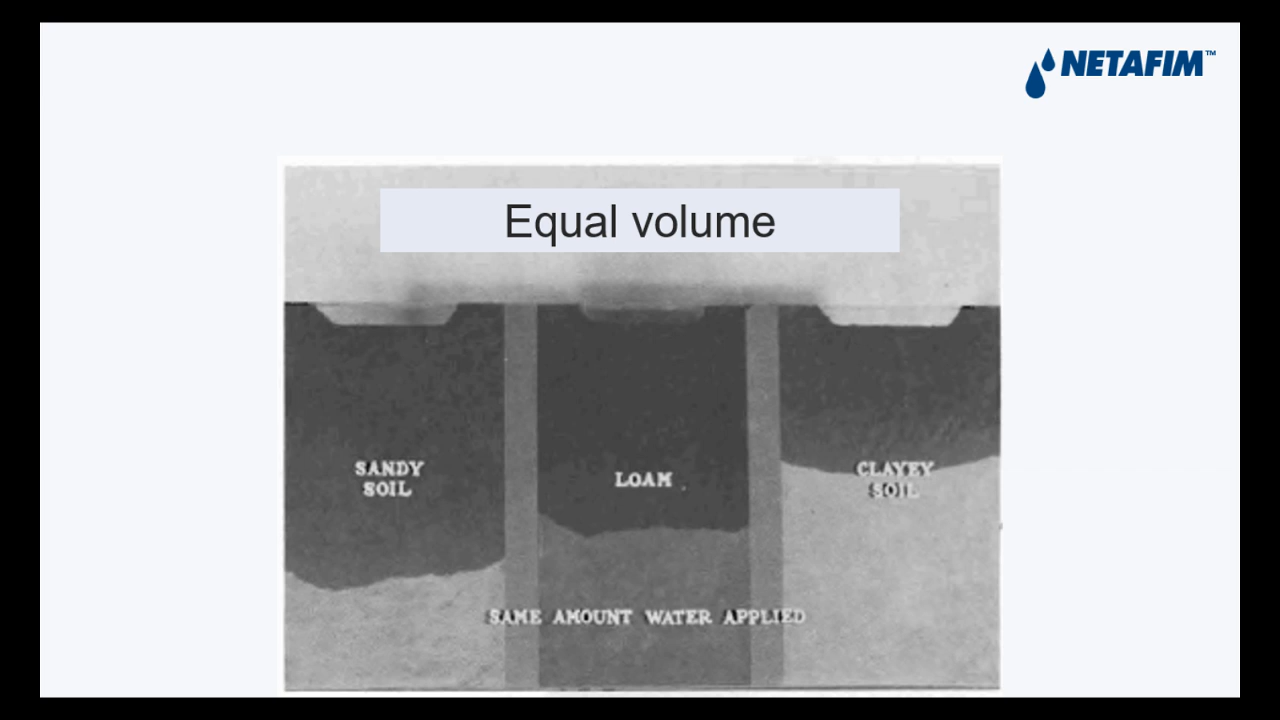 NETAFIM™
Equal volume
SANDY
SOIL
LOAM
CLAYEY
SOIL
SAME AMOUNT WATER APPLIED